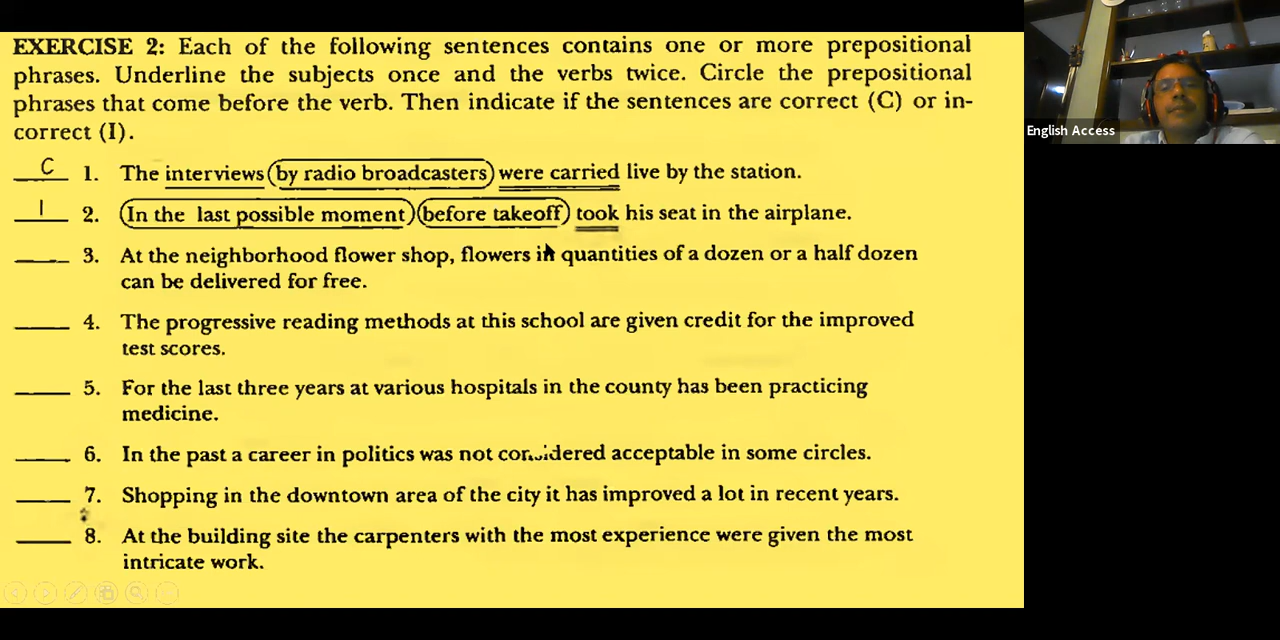 EXERCISE 2: Each of the following sentences contains one or more prepositional
phrases. Underline the subjects once and the verbs twice. Circle the prepositional
phrases that come before the verb. Then indicate if the sentences are correct (C) or in-
correct (I).
C 1. The interviews by radio broadcasters were carried live by the station.
I 2. In the last possible moment before takeoff took his seat in the airplane.
3. At the neighborhood flower shop, flowers in quantities of a dozen or a half dozen
can be delivered for free.
4. The progressive reading methods at this school are given credit for the improved
test scores.
5. For the last three years at various hospitals in the county has been practicing
medicine.
6. In the past a career in politics was not considered acceptable in some circles.
7. Shopping in the downtown area of the city it has improved a lot in recent years.
8. At the building site the carpenters with the most experience were given the most
intricate work.
English Access